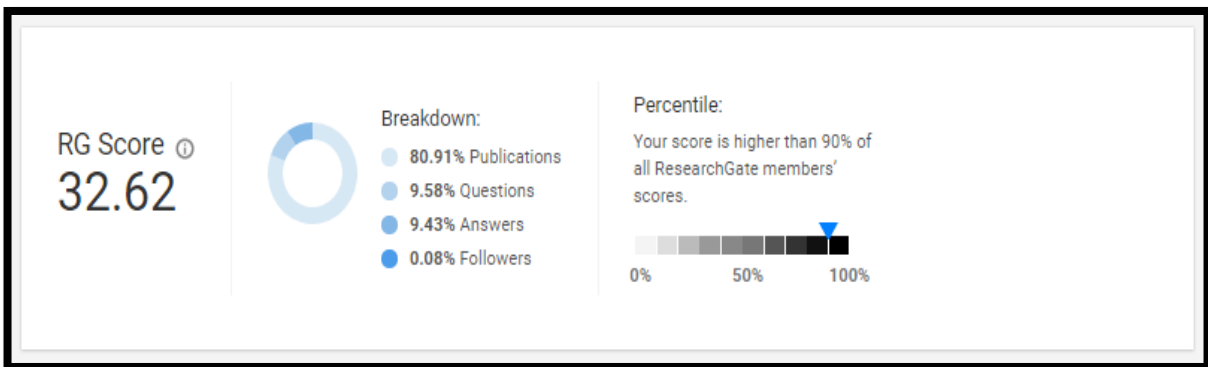 RG Score
32.62
Breakdown:
80.91% Publications
9.58% Questions
9.43% Answers
0.08% Followers
Percentile:
Your score is higher than 90% of
all ResearchGate members’
scores.
0% 50% 100%